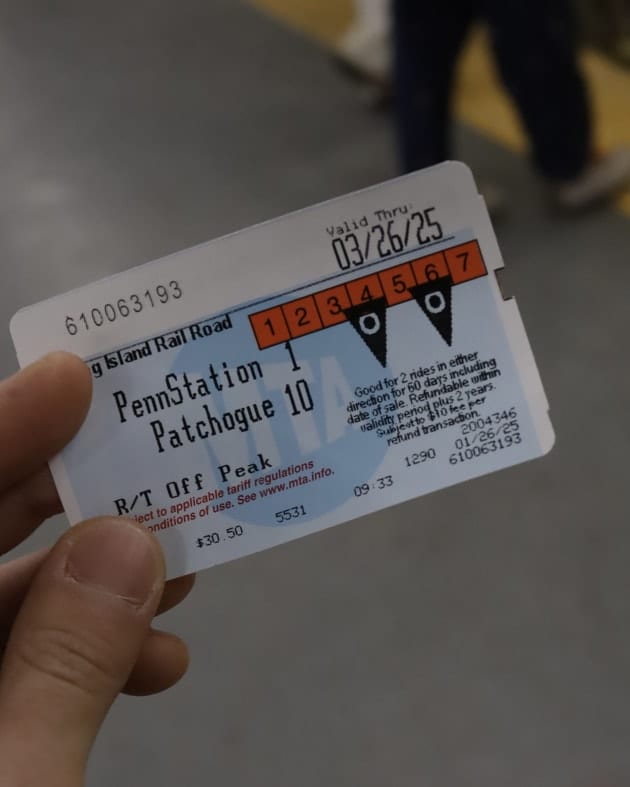 Valid Thru:
03/26/25
610063193
g Island Rail Road
1 2 3 4 5 6 7
O O
PennStation 1
Patchogue 10
Good for 2 rides in either
direction for 60 days including
date of sale. Refundable within
validity period plus 2 years.
Subject to $10 fee per
refund transaction.
MTA
R/T Off Peak
ject to applicable tariff regulations
onditions of use. See www.mta.info.
2004346
1290 01/26/25
$30.50 5531 09:33 610063193